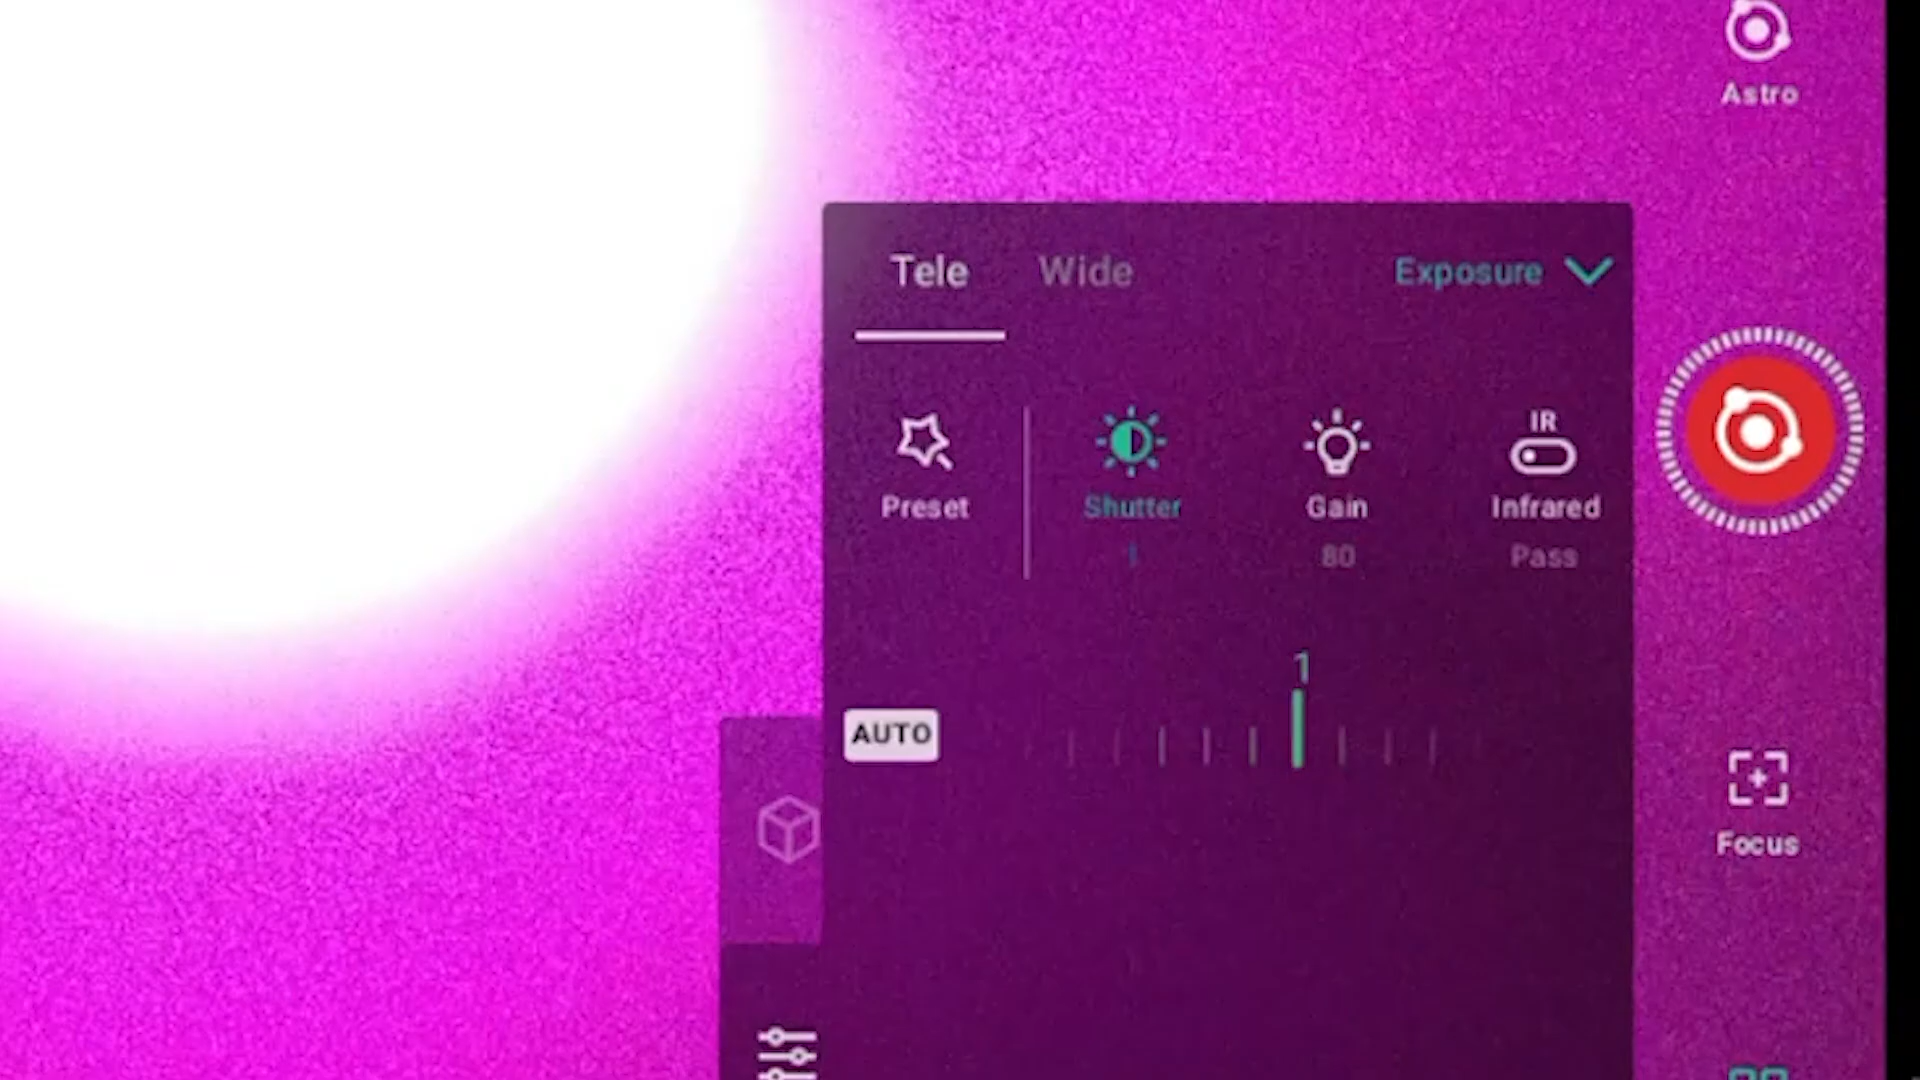 Astro
Tele Wide Exposure
IR
Preset Shutter Gain Infrared
1 80 Pass
1
AUTO
Focus